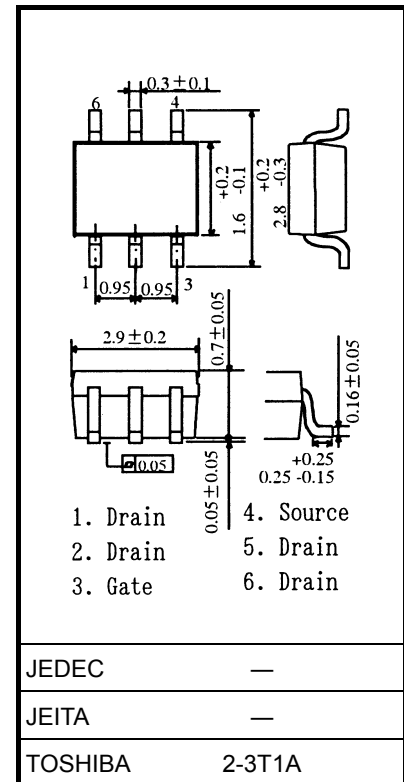 0.3±0.1
6 4
+0.2
1.6 -0.1
+0.2
2.8 -0.3
1 0.95 0.95 3
2.9±0.2
0.7±0.05
0.16±0.05
0.05
0.05±0.05
+0.25
0.25 -0.15
1. Drain
2. Drain
3. Gate
4. Source
5. Drain
6. Drain
JEDEC —
JEITA —
TOSHIBA 2-3T1A